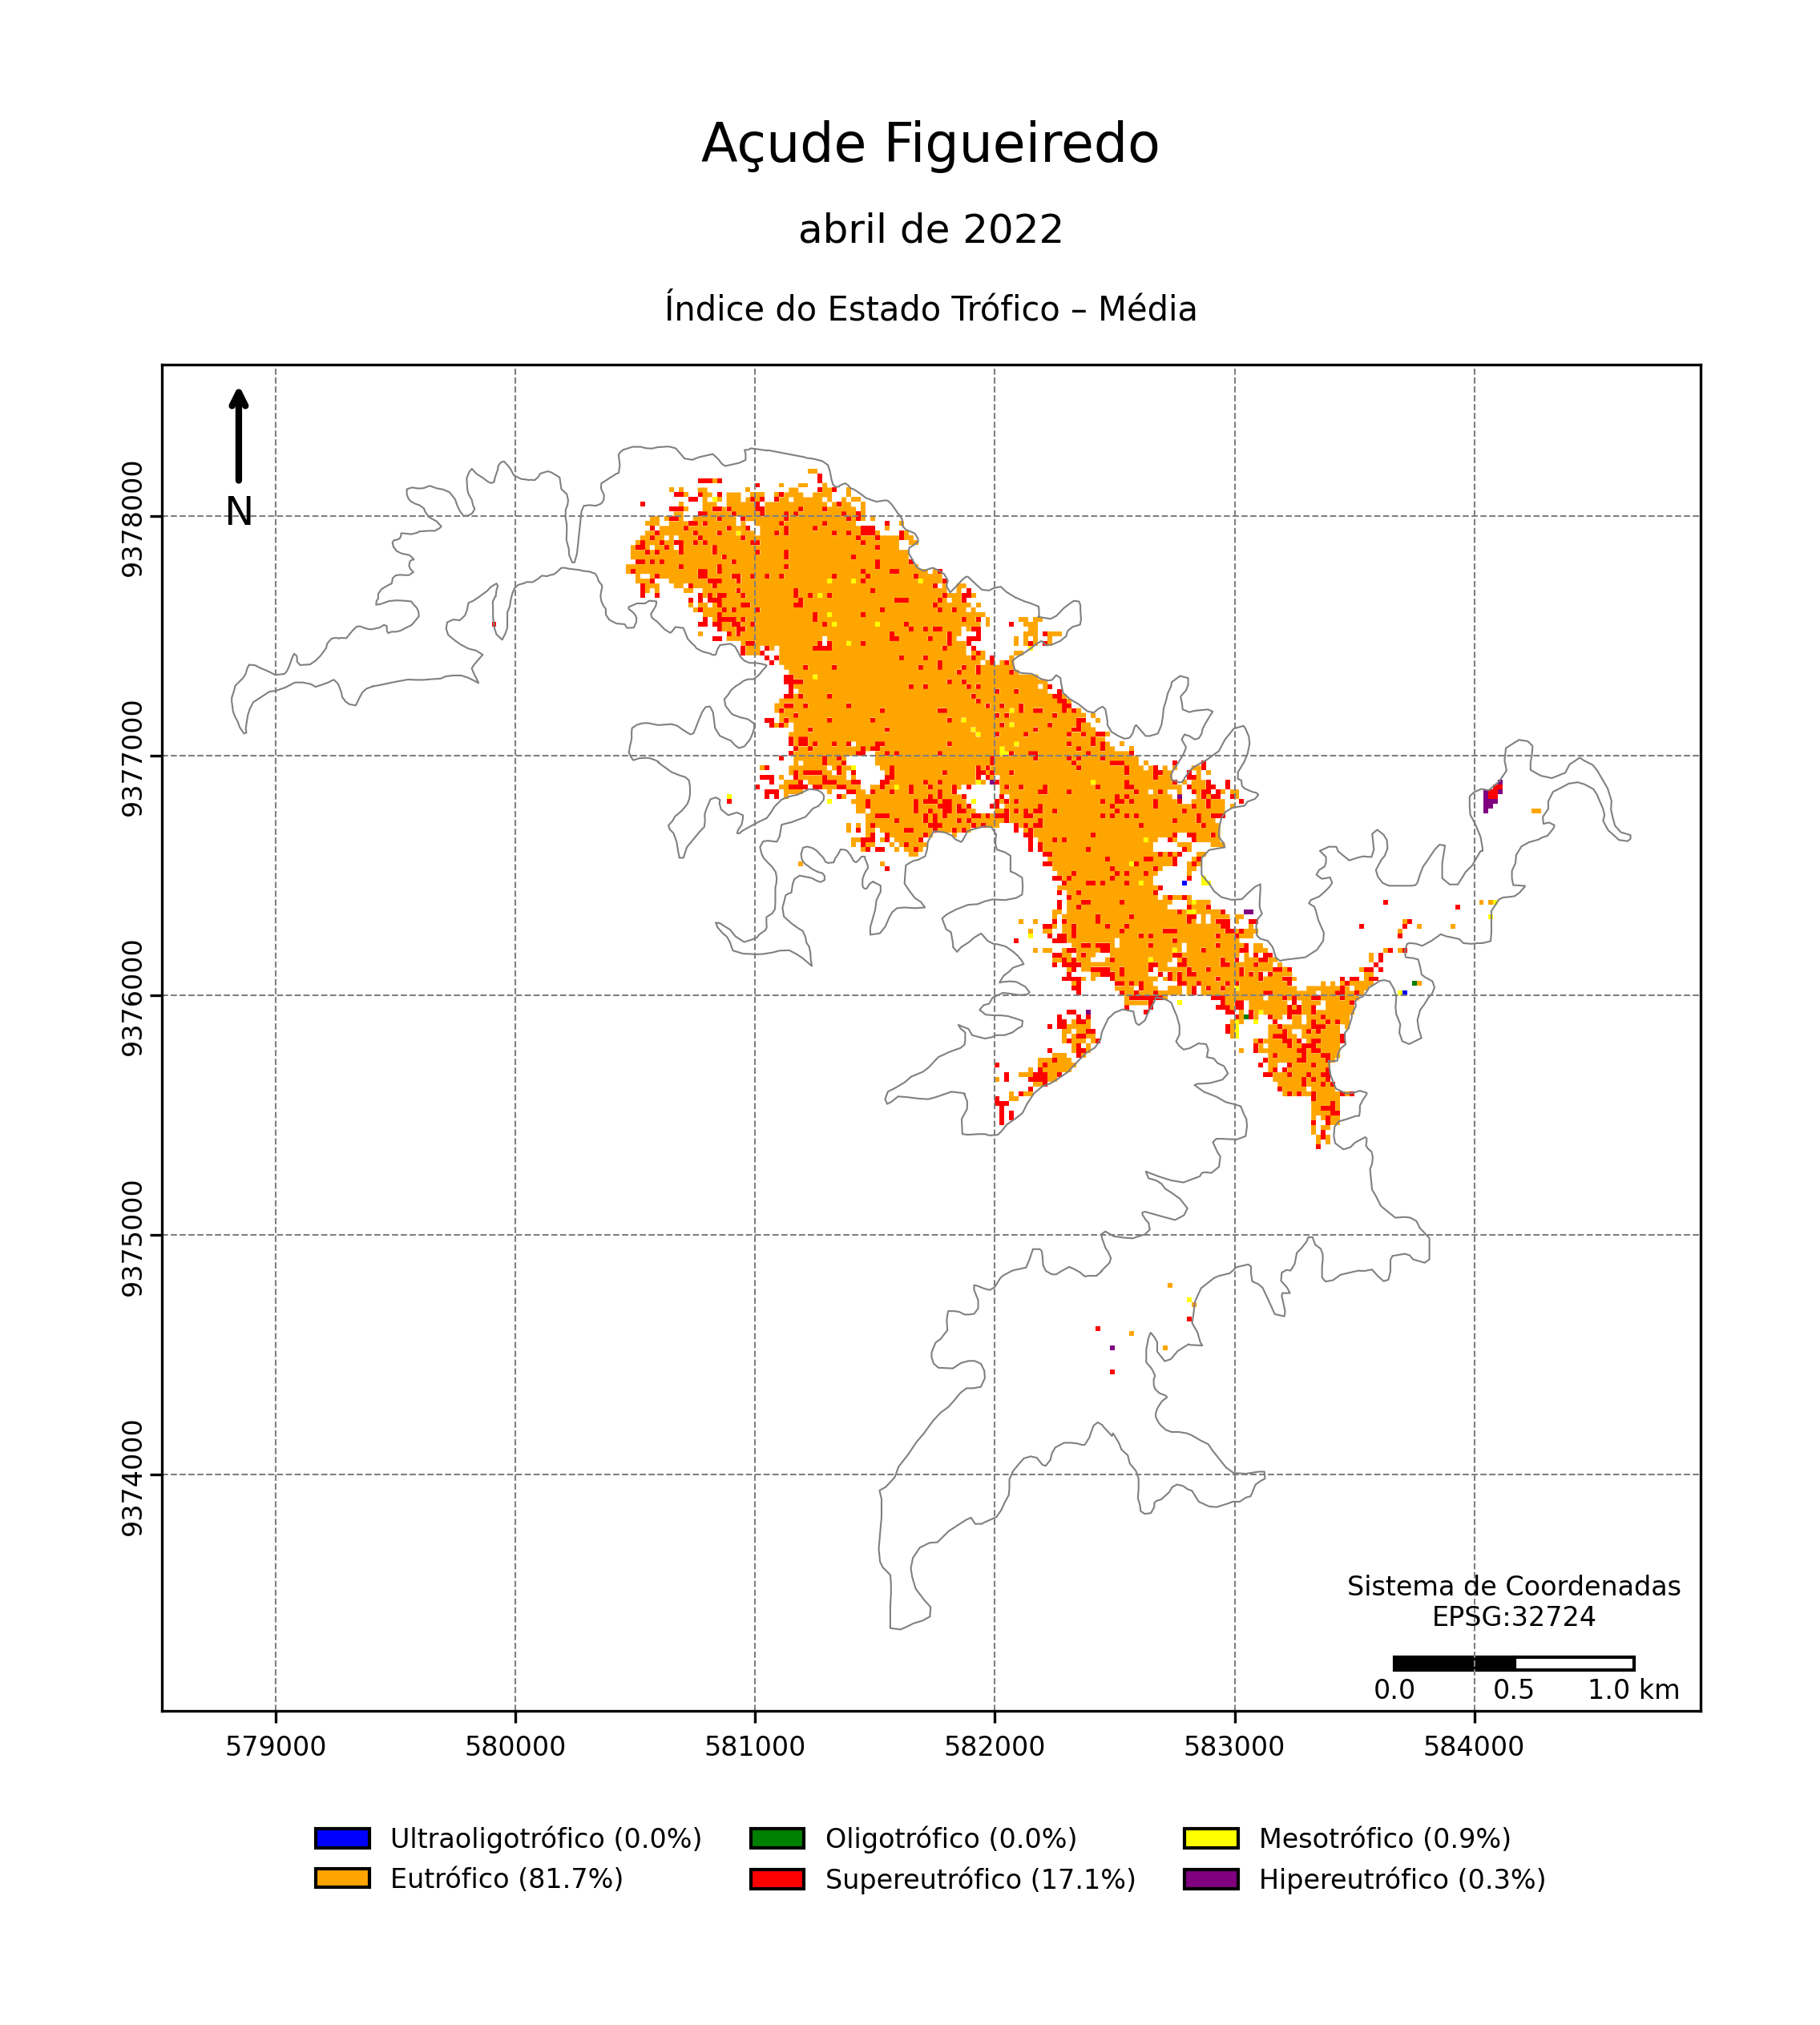 Açude Figueiredo
abril de 2022
Índice do Estado Trófico – Média
N
9378000
9377000
9376000
9375000
9374000
Sistema de Coordenadas
EPSG:32724
0.0 0.5 1.0 km
579000 580000 581000 582000 583000 584000
Ultraoligotrófico (0.0%) Oligotrófico (0.0%) Mesotrófico (0.9%)
Eutrófico (81.7%) Supereutrófico (17.1%) Hipereutrófico (0.3%)